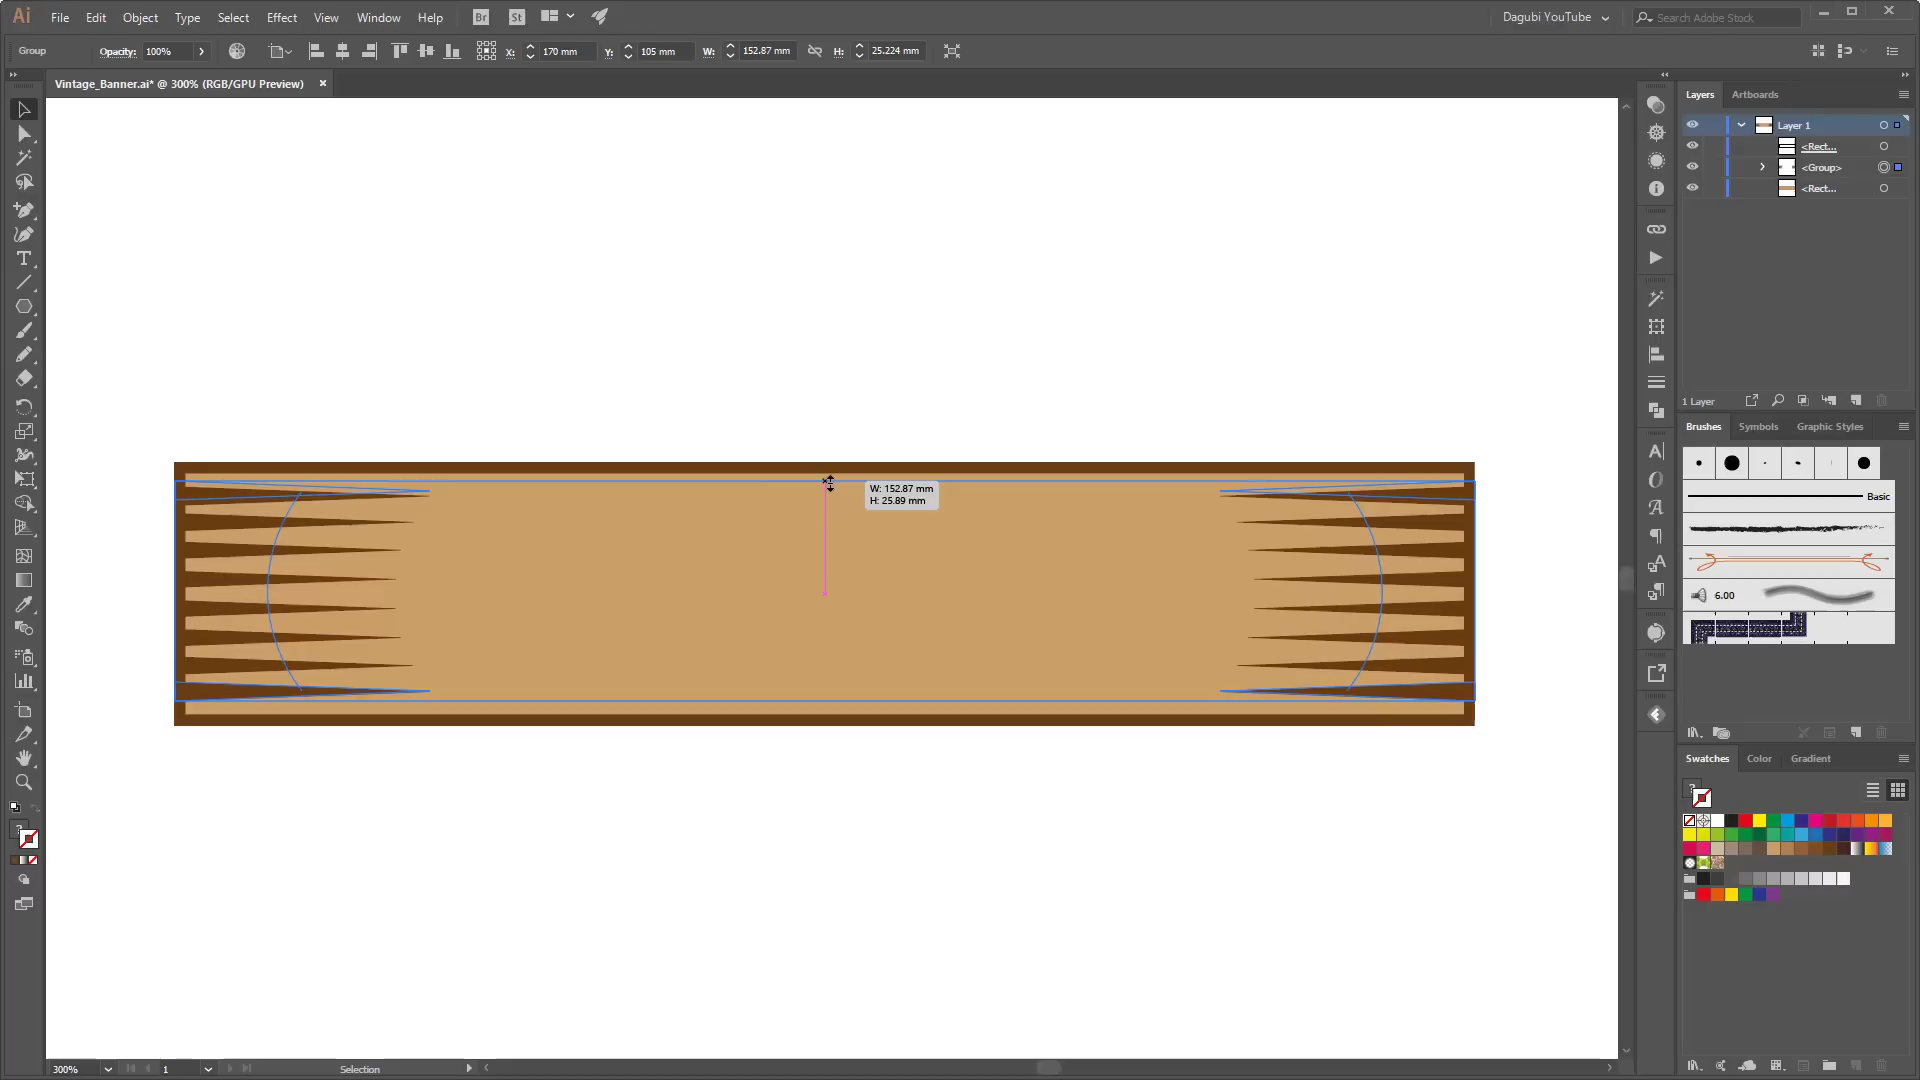 Ai File Edit Object Type Select Effect View Window Help Br St Dagubi YouTube Search Adobe Stock
Group Opacity: 100% X: 170 mm Y: 105 mm W: 152.87 mm H: 25.224 mm
Vintage_Banner.ai* @ 300% (RGB/GPU Preview)
Layers Artboards
Layer 1
<Rect...
<Group>
<Rect...
1 Layer
Brushes Symbols Graphic Styles
Basic
6.00
W: 152.87 mm
H: 25.89 mm
Swatches Color Gradient
300% 1 Selection